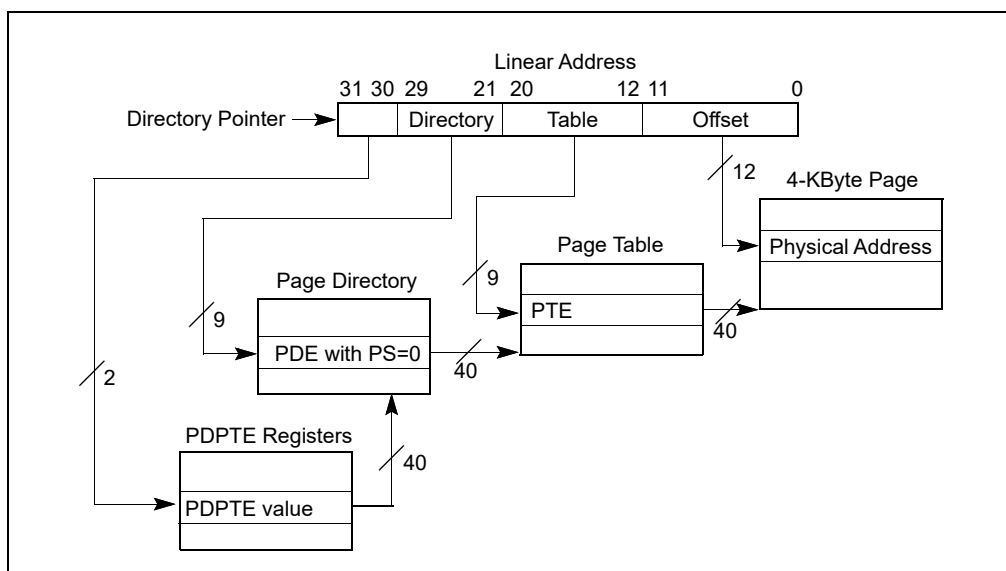 Linear Address
31 30 29 21 20 12 11 0
Directory Pointer
Directory Table Offset
12
4-KByte Page
Physical Address
Page Table
9
PTE
40
Page Directory
9
PDE with PS=0
40
2
PDPTE Registers
40
PDPTE value